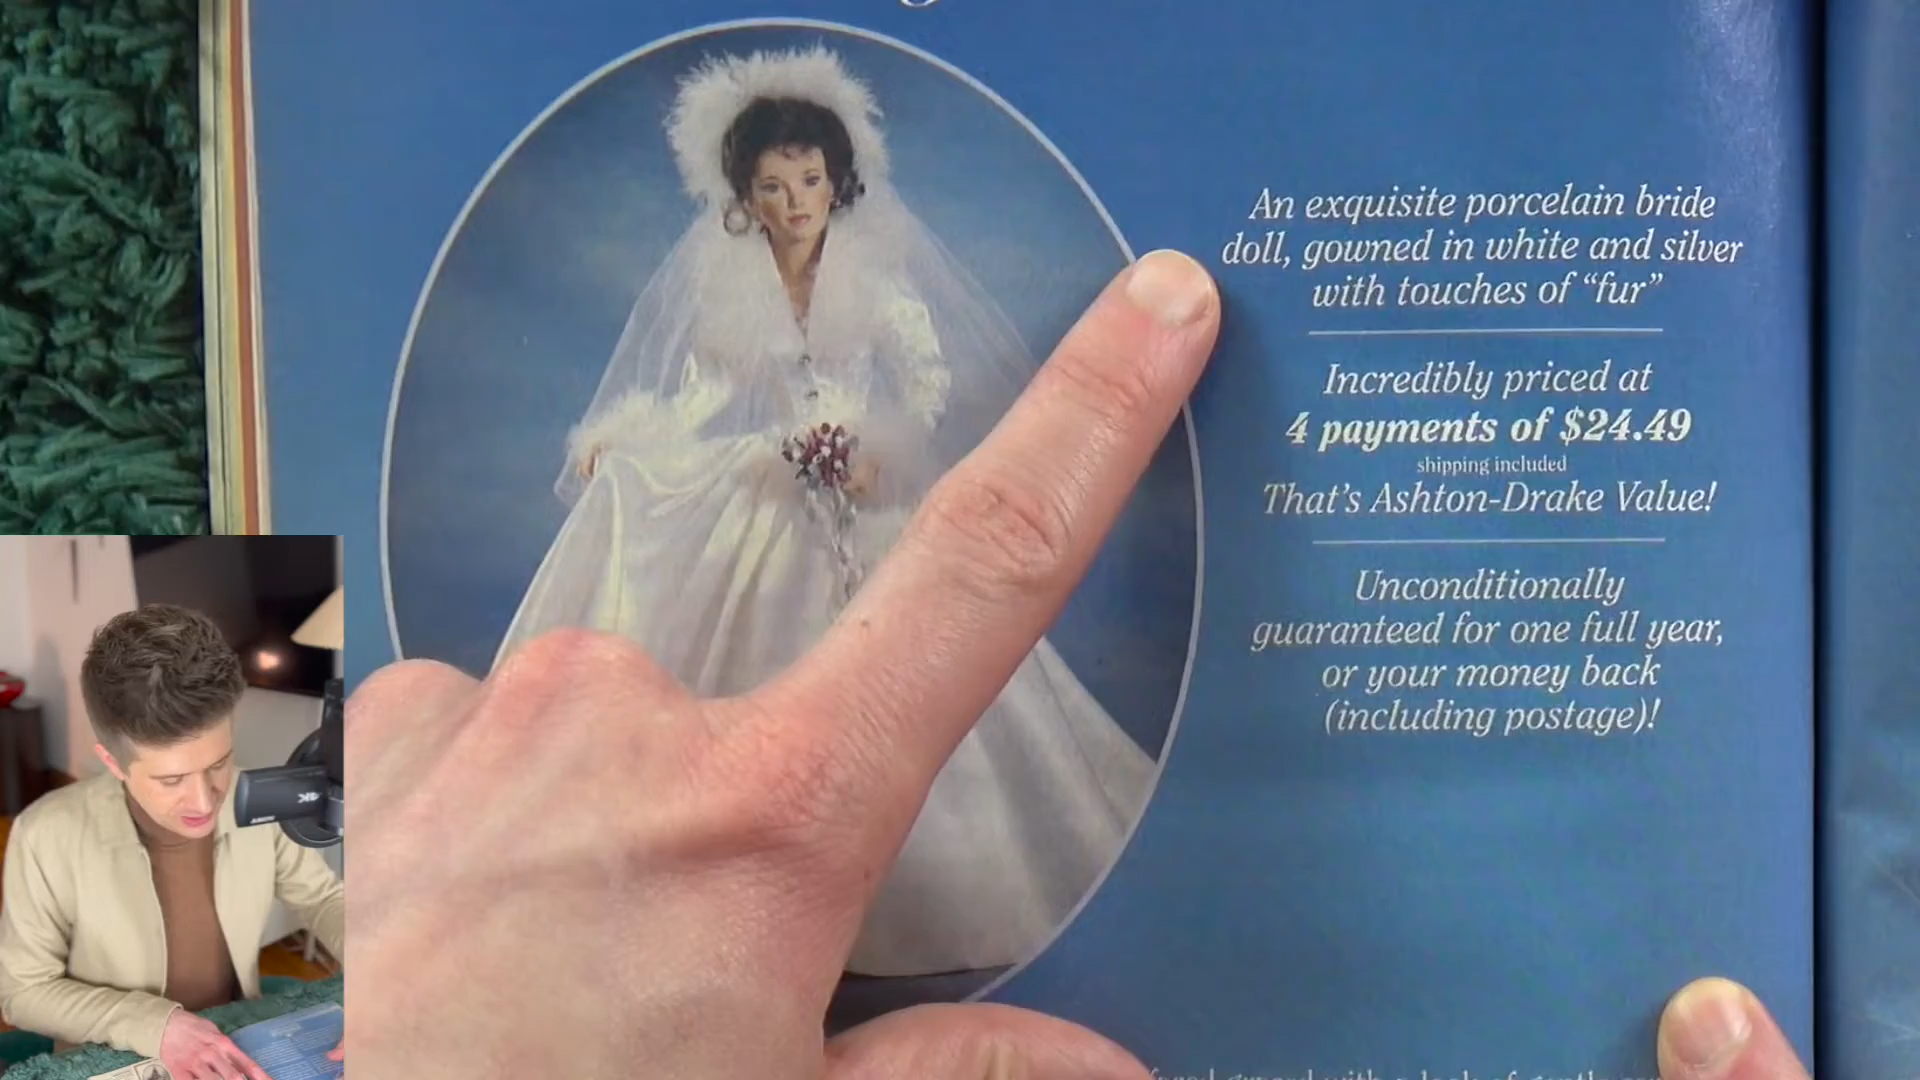 An exquisite porcelain bride
doll, gowned in white and silver
with touches of “fur”
Incredibly priced at
4 payments of $24.49
shipping included
That’s Ashton-Drake Value!
Unconditionally
guaranteed for one full year,
or your money back
(including postage)!
4K